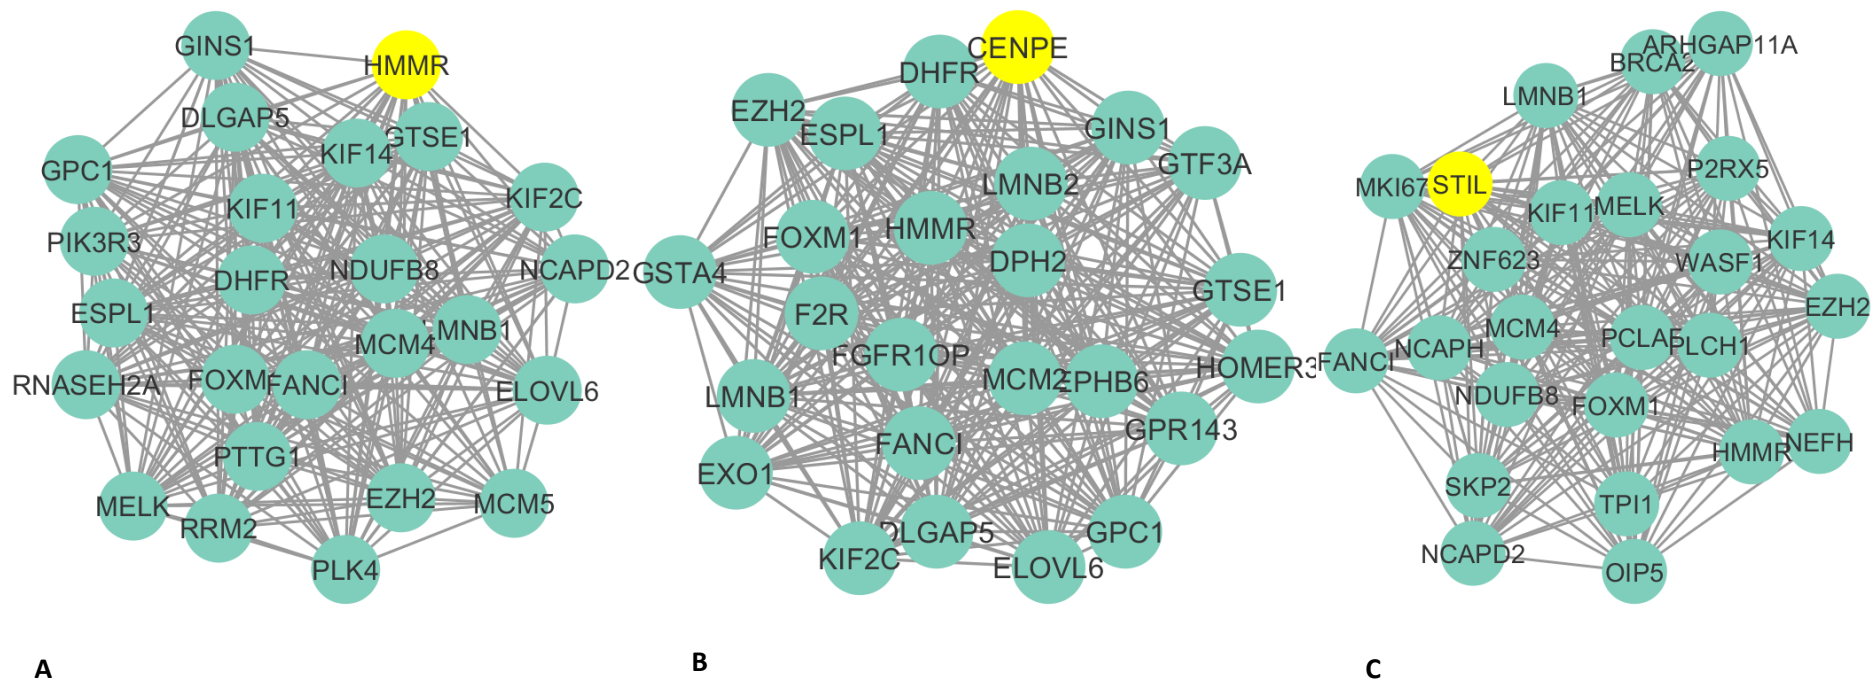 GINS1
HMMR
DLGAP5
KIF14
GTSE1
GPC1
KIF2C
KIF11
PIK3R3
NCAPD2
DHFR
NDUFB8
ESPL1
MCM4
MNB1
RNASEH2A
FOXM
FANCI
ELOVL6
PTTG1
MELK
RRM2
EZH2
MCM5
PLK4
A
CENPE
DHFR
EZH2
ESPL1
GINS1
GTF3A
LMNB2
FOXM1
HMMR
DPH2
GSTA4
GTSE1
F2R
FGFR1OP
MCM2
EPHB6
HOMER3
LMNB1
GPR143
FANCI
EXO1
DLGAP5
GPC1
KIF2C
ELOVL6
B
ARHGAP11A
BRCA2
LMNB1
P2RX5
MKI67
STIL
KIF11
MELK
KIF14
ZNF623
WASF1
EZH2
MCM4
PCLAF
PLCH1
FANCI
NCAPH
NDUFB8
FOXM1
HMMR
NEFH
SKP2
TPI1
NCAPD2
OIP5
C